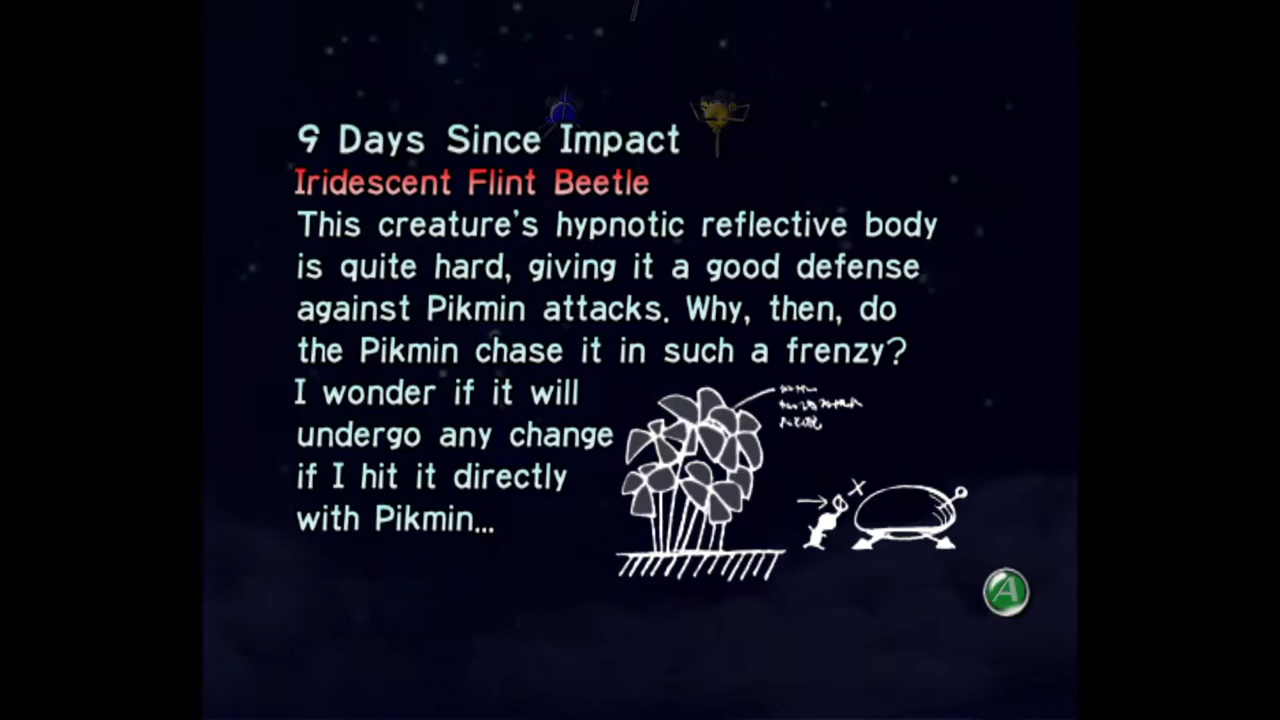 9 Days Since Impact
Iridescent Flint Beetle
This creature's hypnotic reflective body
is quite hard, giving it a good defense
against Pikmin attacks. Why, then, do
the Pikmin chase it in such a frenzy?
I wonder if it will
undergo any change
if I hit it directly
with Pikmin...
A